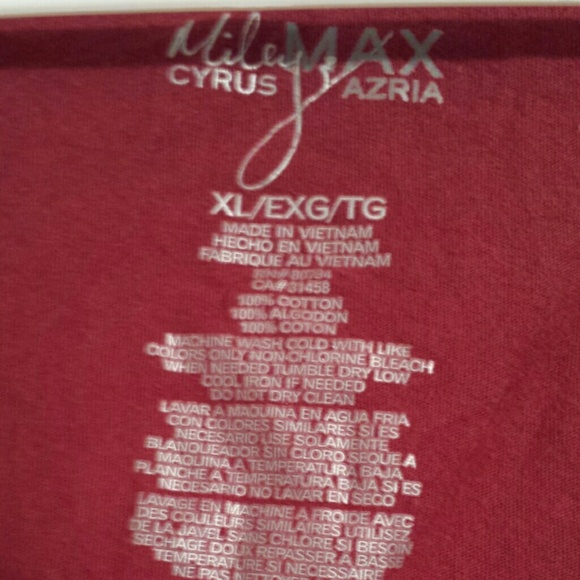 Miley MAX
CYRUS AZRIA
XL/EXG/TG
MADE IN VIETNAM
HECHO EN VIETNAM
FABRIQUE AU VIETNAM
CA# 31458
100% COTTON
100% ALGODON
100% COTON
MACHINE WASH COLD WITH LIKE
COLORS ONLY NON-CHLORINE BLEACH
WHEN NEEDED TUMBLE DRY LOW
COOL IRON IF NEEDED
DO NOT DRY CLEAN
LAVAR A MAQUINA EN AGUA FRIA
CON COLORES SIMILARES SI ES
NECESARIO USE SOLAMENTE
BLANQUEADOR SIN CLORO SEQUE A
MAQUINA A TEMPERATURA BAJA
PLANCHE A TEMPERATURA BAJA SI ES
NECESARIO NO LAVAR EN SECO
LAVAGE EN MACHINE A FROIDE AVEC
DES COULEURS SIMILAIRES UTILISEZ
DE LA JAVEL SANS CHLORE SI BESOIN
SECHAGE DOUX REPASSER A BASSE
TEMPERATURE SI NECESSAIRE
NE PAS